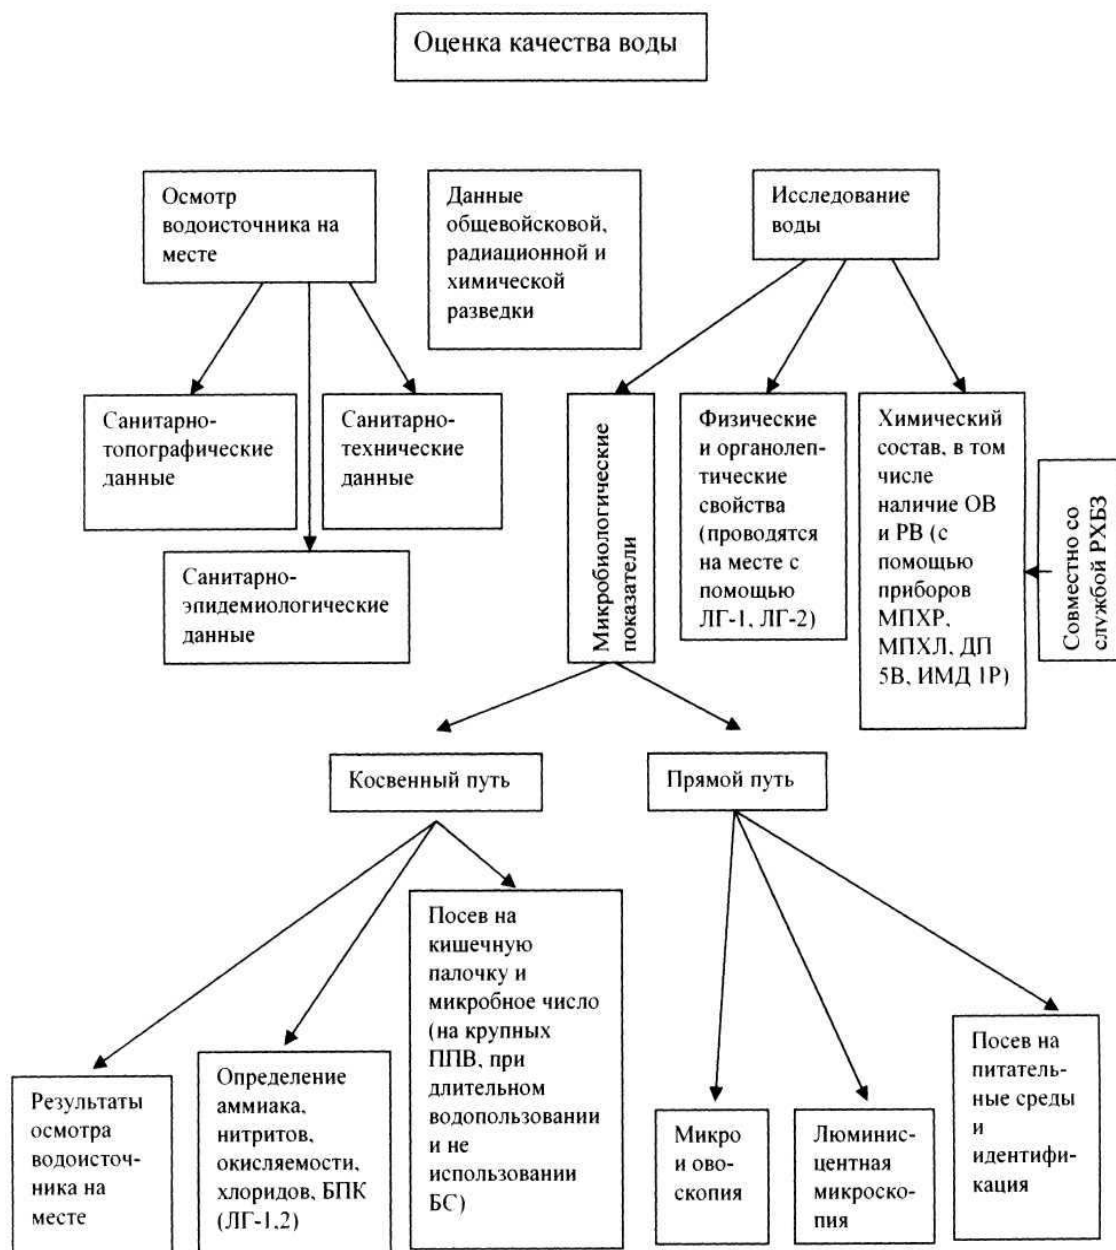 Оценка качества воды
Осмотр
водоисточника на
месте
Данные
общевойсковой,
радиационной и
химической
разведки
Исследование
воды
Санитарно-
топографические
данные
Санитарно-
технические
данные
Санитарно-
эпидемиологические
данные
Микробиологические
показатели
Физические
и органолеп-
тические
свойства
(проводятся
на месте с
помощью
ЛГ-1, ЛГ-2)
Химический
состав, в том
числе
наличие ОВ
и РВ (с
помощью
приборов
МПХР,
МПХЛ, ДП
5В, ИМД 1Р)
Совместно со
службой РХБЗ
Косвенный путь
Прямой путь
Результаты
осмотра
водоисточ-
ника на
месте
Определение
аммиака,
нитритов,
окисляемости,
хлоридов, БПК
(ЛГ-1,2)
Посев на
кишечную
палочку и
микробное число
(на крупных
ППВ, при
длительном
водопользовании
и не
использовании
БС)
Микро
и ово-
скопия
Люминис-
центная
микроско-
пия
Посев на
питатель-
ные среды
и
идентифи-
кация